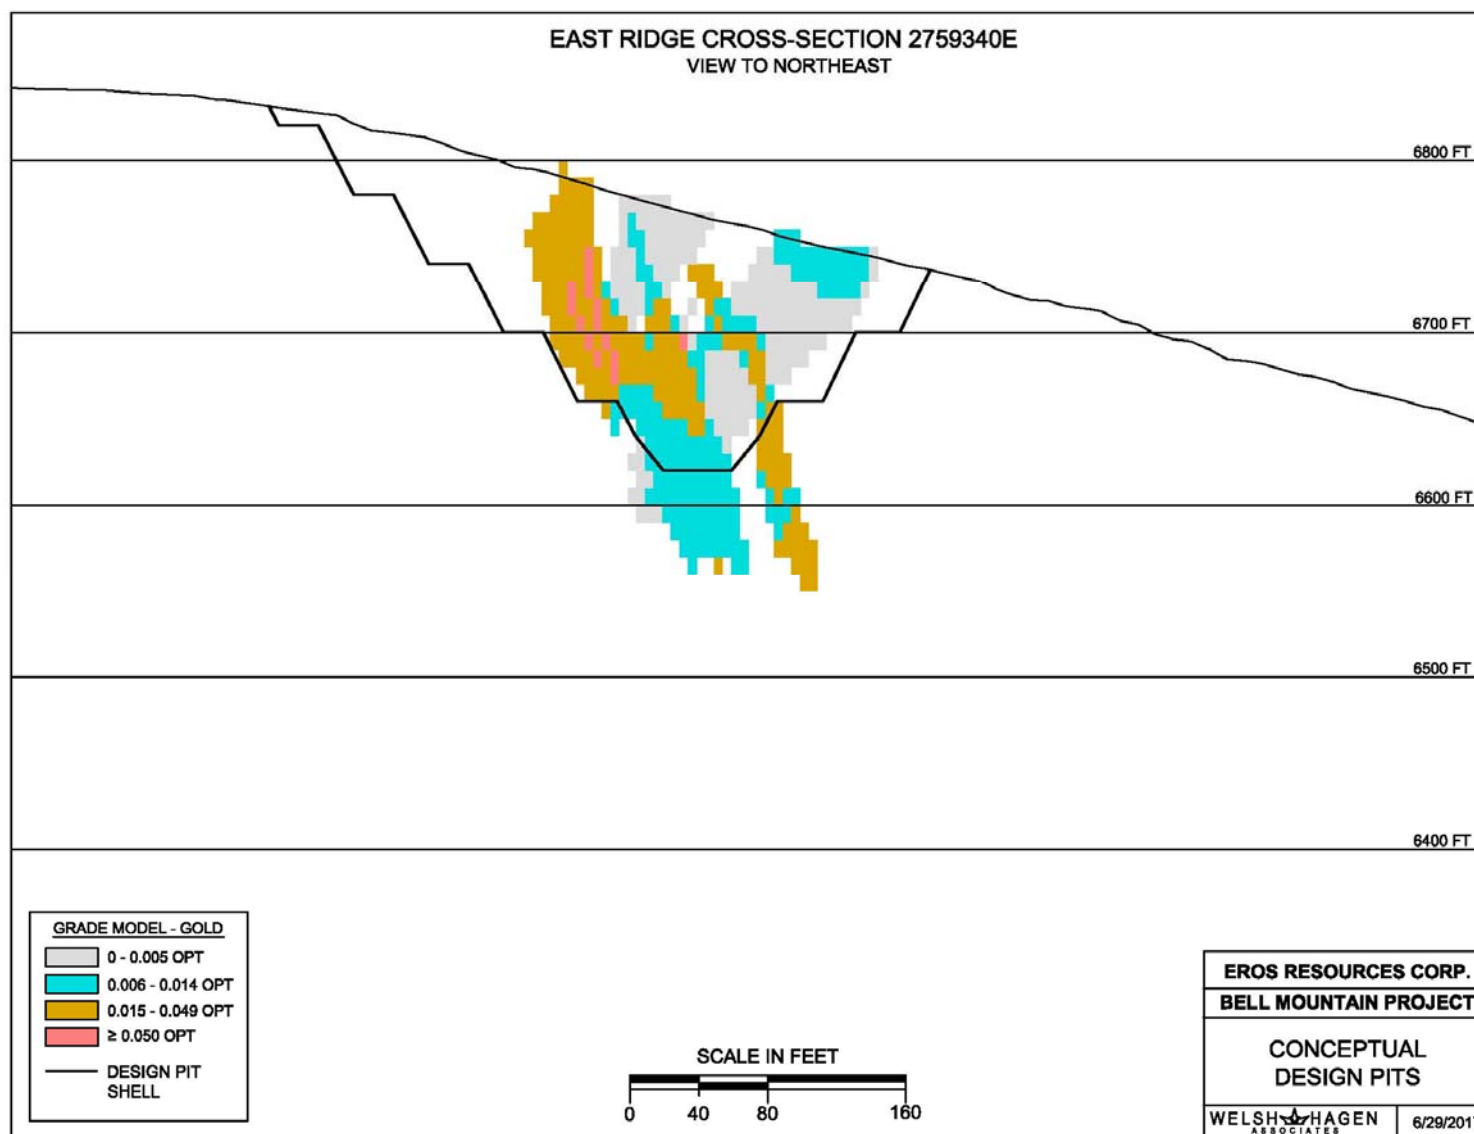 EAST RIDGE CROSS-SECTION 2759340E
VIEW TO NORTHEAST
6800 FT
6700 FT
6600 FT
6500 FT
6400 FT
GRADE MODEL - GOLD
0 - 0.005 OPT
0.006 - 0.014 OPT
0.015 - 0.049 OPT
≥ 0.050 OPT
DESIGN PIT
SHELL
SCALE IN FEET
0 40 80 160
EROS RESOURCES CORP.
BELL MOUNTAIN PROJECT
CONCEPTUAL
DESIGN PITS
WELSH HAGEN
ASSOCIATES
6/29/201